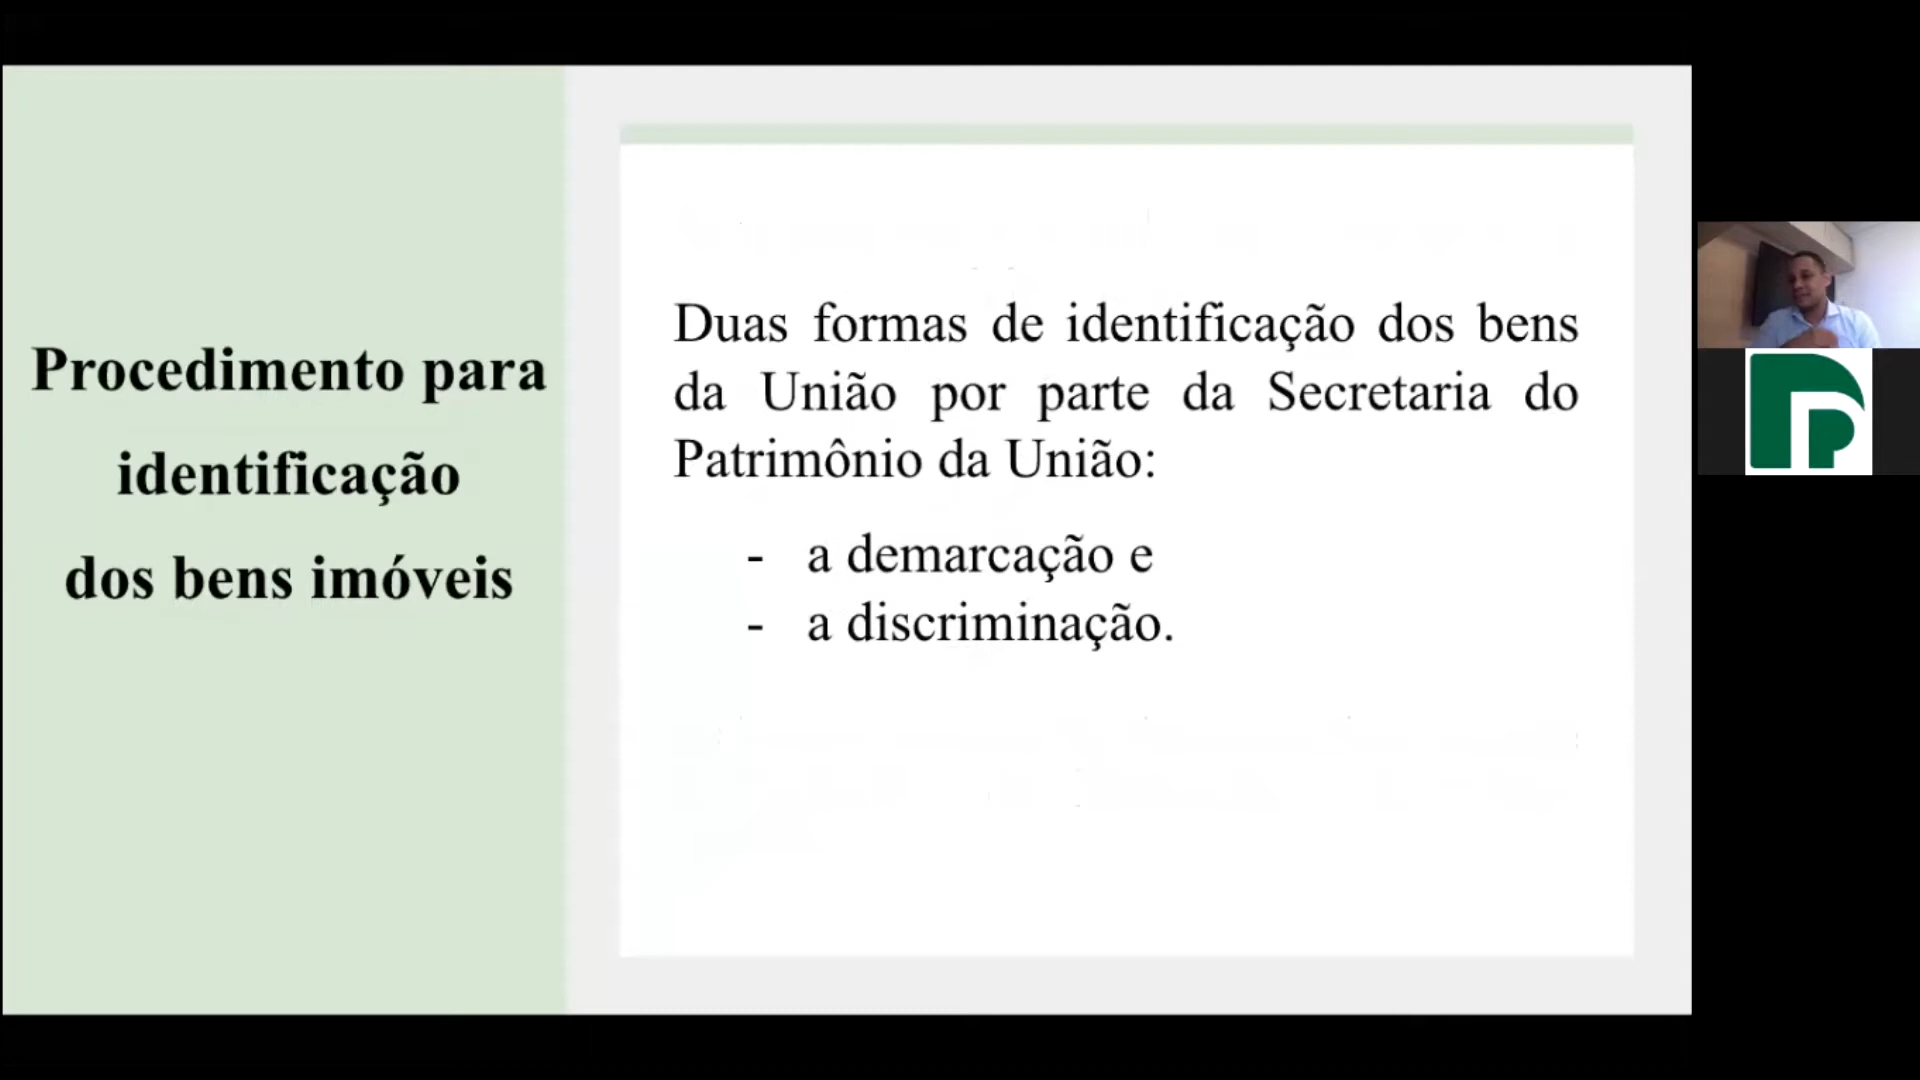 Procedimento para
identificação
dos bens imóveis
Duas formas de identificação dos bens
da União por parte da Secretaria do
Patrimônio da União:
- a demarcação e
- a discriminação.